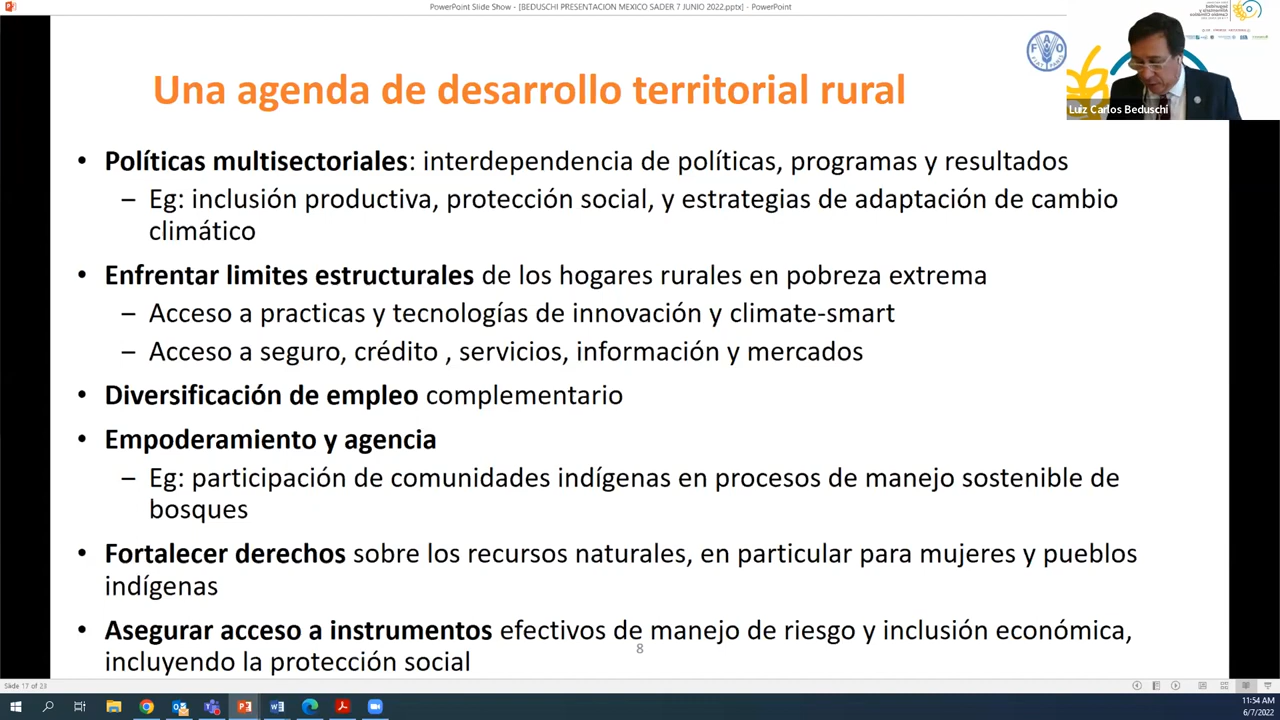 PowerPoint Slide Show - [BEDUSCHI PRESENTACION MEXICO SADER 7 JUNIO 2022.pptx] - PowerPoint
FAO
FIAT PANIS
Luiz Carlos Beduschi
Una agenda de desarrollo territorial rural
• Políticas multisectoriales: interdependencia de políticas, programas y resultados
– Eg: inclusión productiva, protección social, y estrategias de adaptación de cambio
climático
• Enfrentar limites estructurales de los hogares rurales en pobreza extrema
– Acceso a practicas y tecnologías de innovación y climate-smart
– Acceso a seguro, crédito , servicios, información y mercados
• Diversificación de empleo complementario
• Empoderamiento y agencia
– Eg: participación de comunidades indígenas en procesos de manejo sostenible de
bosques
• Fortalecer derechos sobre los recursos naturales, en particular para mujeres y pueblos
indígenas
• Asegurar acceso a instrumentos efectivos de manejo de riesgo y inclusión económica,
incluyendo la protección social
8
Slide 17 of 23
11:54 AM
6/7/2022